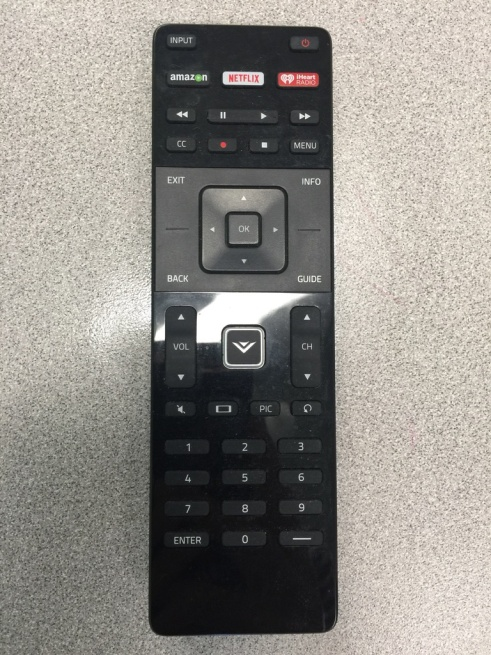 INPUT
amazon NETFLIX iHeart RADIO
CC MENU
EXIT INFO
OK
BACK GUIDE
VOL CH
PIC
1 2 3
4 5 6
7 8 9
ENTER 0 —